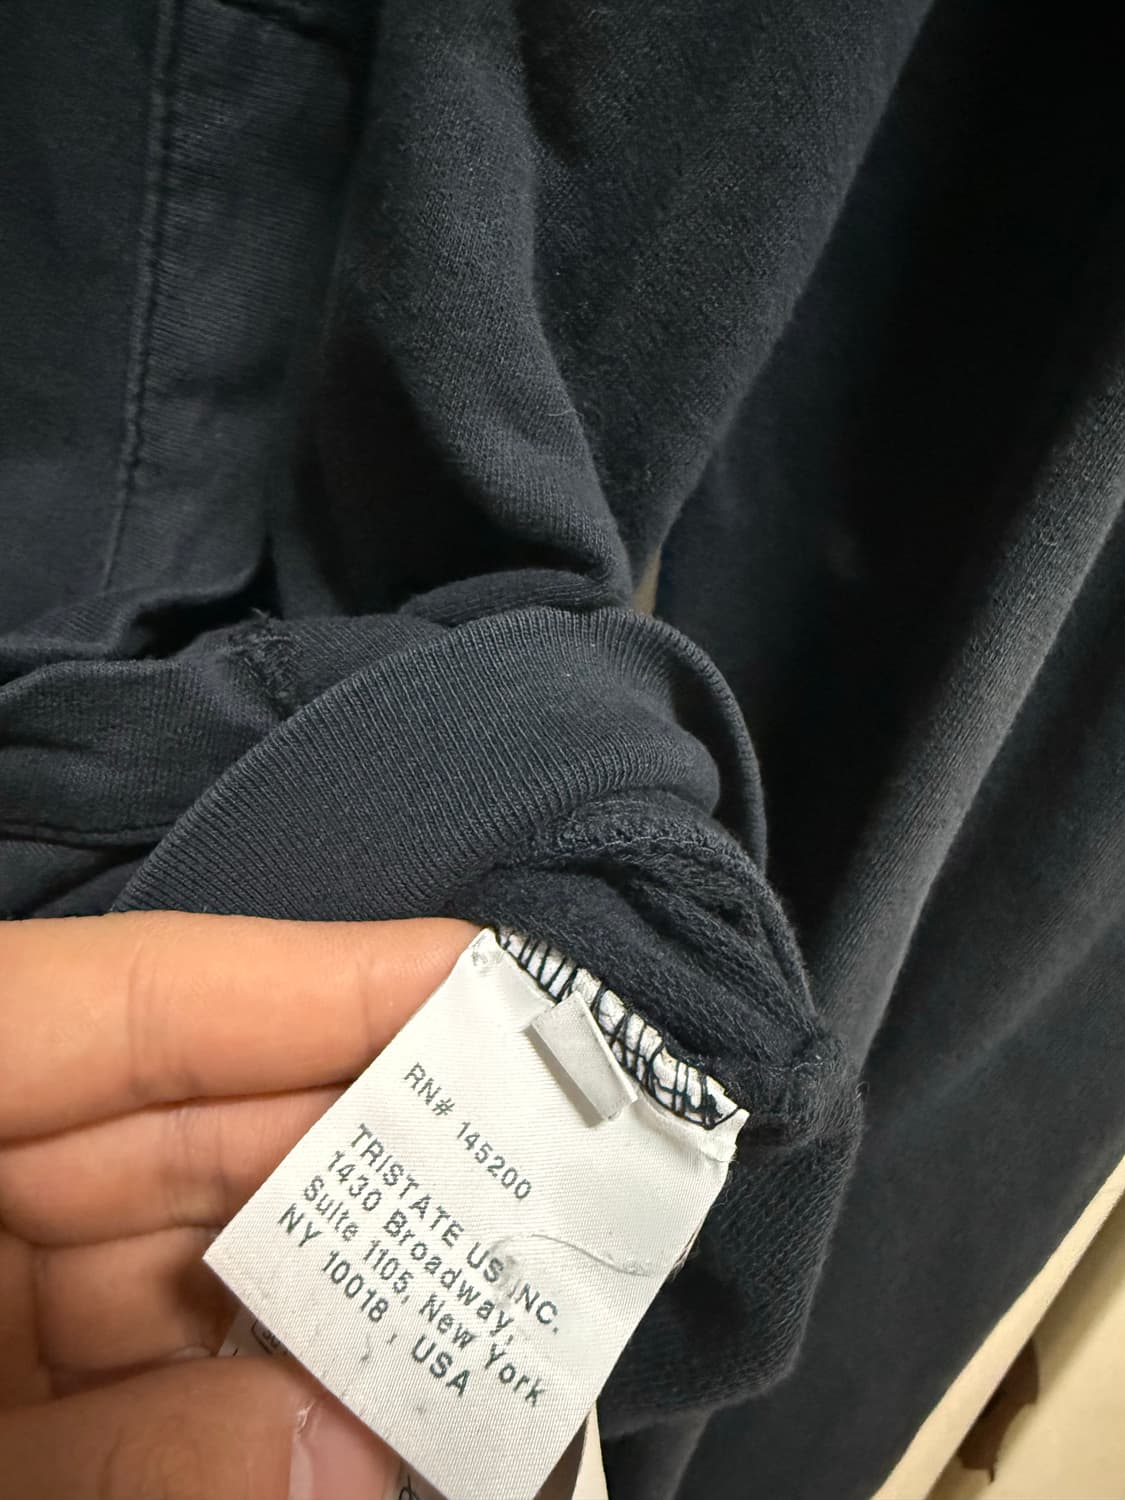 RN# 145200
TRISTATE US INC.
1430 Broadway,
Suite 1105, New York
NY 10018 , USA